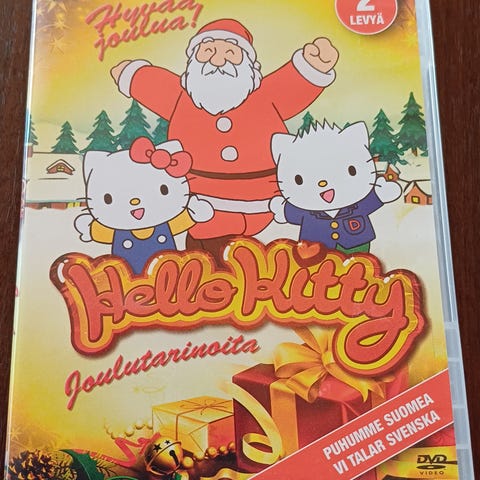 Hyvää
joulua!
2
LEVYÄ
D
Hello Kitty
Joulutarinoita
PUHUMME SUOMEA
VI TALAR SVENSKA
DVD
VIDEO